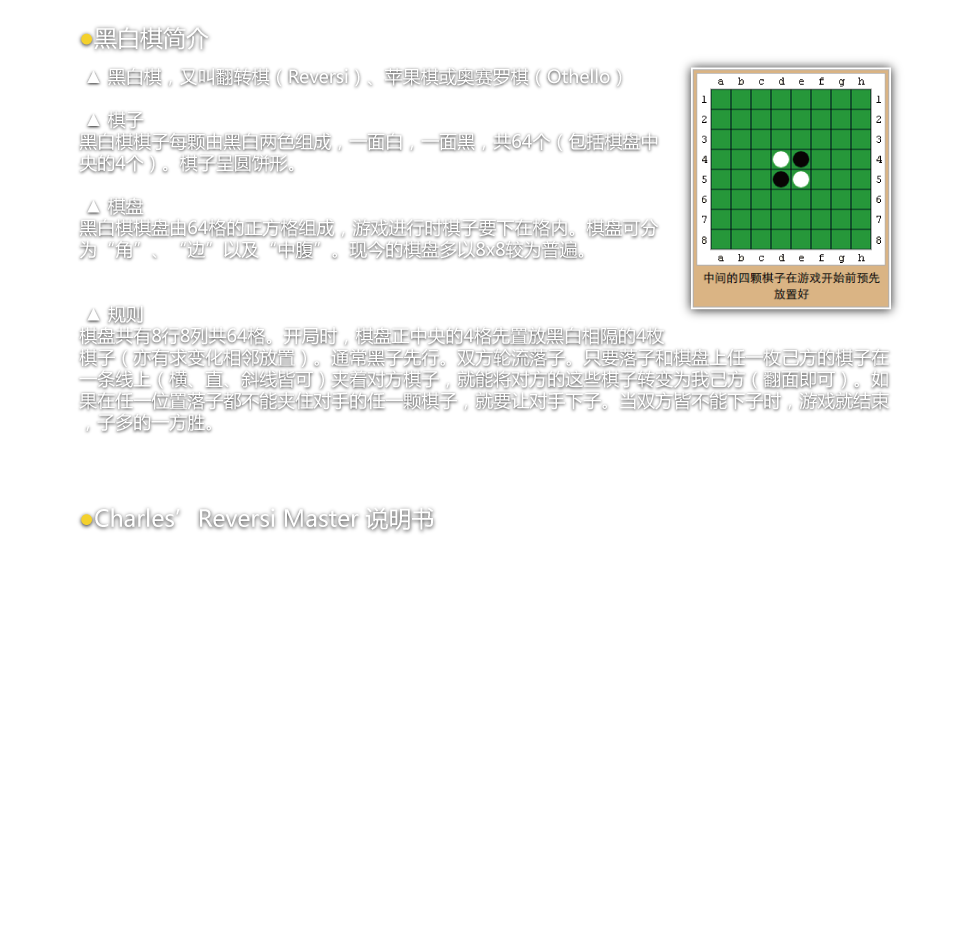 ●黑白棋简介
▲ 黑白棋，又叫翻转棋（Reversi）、苹果棋或奥赛罗棋（Othello）
▲ 棋子
黑白棋棋子每颗由黑白两色组成，一面白，一面黑，共64个（包括棋盘中
央的4个）。棋子呈圆饼形。
▲ 棋盘
黑白棋棋盘由64格的正方格组成，游戏进行时棋子要下在格内。棋盘可分
为“角”、“边”以及“中腹”。现今的棋盘多以8x8较为普遍。
a b c d e f g h
1 1
2 2
3 3
4 4
5 5
6 6
7 7
8 8
a b c d e f g h
中间的四颗棋子在游戏开始前预先
放置好
▲ 规则
棋盘共有8行8列共64格。开局时，棋盘正中央的4格先置放黑白相隔的4枚
棋子（亦有求变化相邻放置）。通常黑子先行。双方轮流落子。只要落子和棋盘上任一枚己方的棋子在
一条线上（横、直、斜线皆可）夹着对方棋子，就能将对方的这些棋子转变为我己方（翻面即可）。如
果在任一位置落子都不能夹住对手的任一颗棋子，就要让对手下子。当双方皆不能下子时，游戏就结束
，子多的一方胜。
●Charles’ Reversi Master 说明书